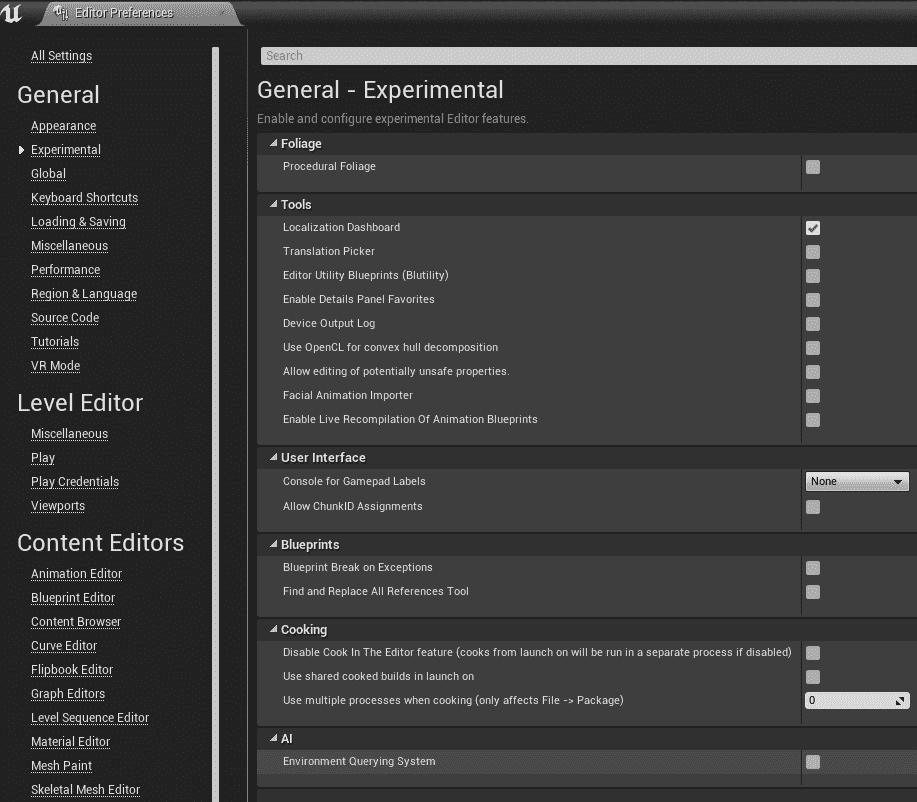 Editor Preferences
All Settings
General
Appearance
Experimental
Global
Keyboard Shortcuts
Loading & Saving
Miscellaneous
Performance
Region & Language
Source Code
Tutorials
VR Mode
Level Editor
Miscellaneous
Play
Play Credentials
Viewports
Content Editors
Animation Editor
Blueprint Editor
Content Browser
Curve Editor
Flipbook Editor
Graph Editors
Level Sequence Editor
Material Editor
Mesh Paint
Skeletal Mesh Editor
Search
General - Experimental
Enable and configure experimental Editor features.
Foliage
Procedural Foliage
Tools
Localization Dashboard
Translation Picker
Editor Utility Blueprints (Blutility)
Enable Details Panel Favorites
Device Output Log
Use OpenCL for convex hull decomposition
Allow editing of potentially unsafe properties.
Facial Animation Importer
Enable Live Recompilation Of Animation Blueprints
User Interface
Console for Gamepad Labels None
Allow ChunkID Assignments
Blueprints
Blueprint Break on Exceptions
Find and Replace All References Tool
Cooking
Disable Cook In The Editor feature (cooks from launch on will be run in a separate process if disabled)
Use shared cooked builds in launch on
Use multiple processes when cooking (only affects File -> Package) 0
AI
Environment Querying System